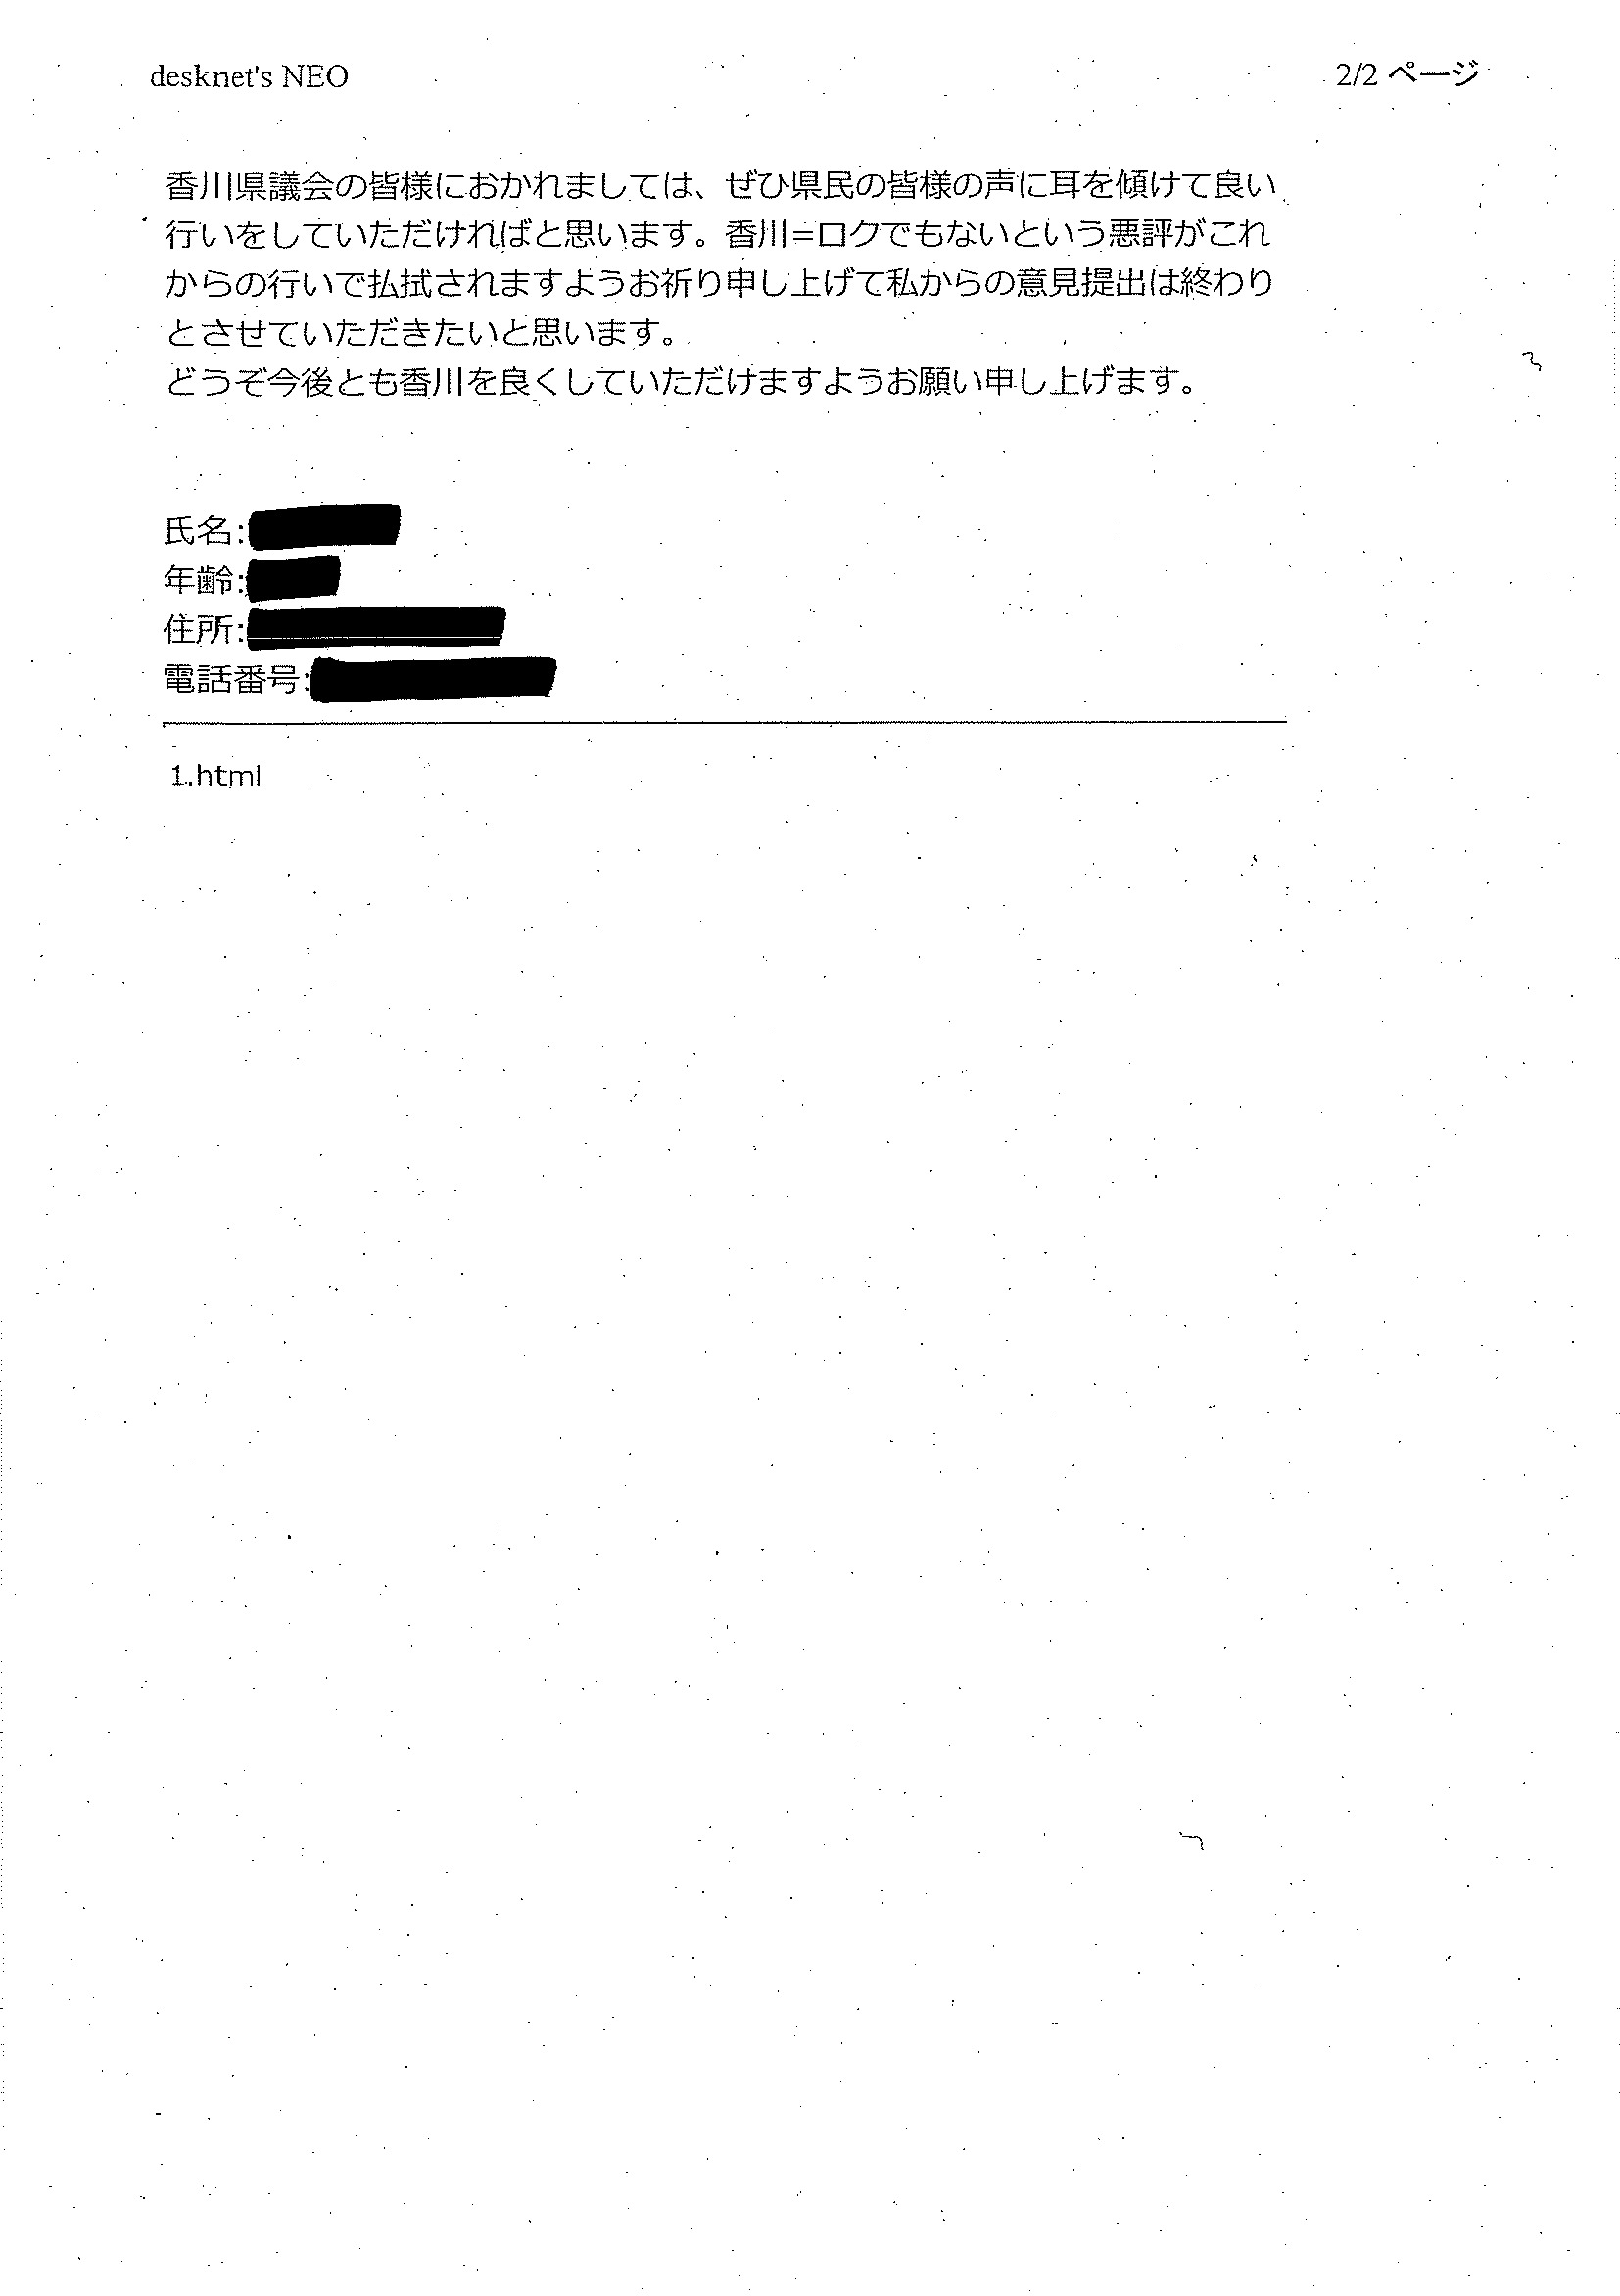 desknet's NEO
2/2 ページ
香川県議会の皆様におかれましては、ぜひ県民の皆様の声に耳を傾けて良い
行いをしていただければと思います。香川=ロクでもないという悪評がこれ
からの行いで払拭されますようお祈り申し上げて私からの意見提出は終わり
とさせていただきたいと思います。
どうぞ今後とも香川を良くしていただけますようお願い申し上げます。
氏名:
年齢:
住所:
電話番号:
1.html